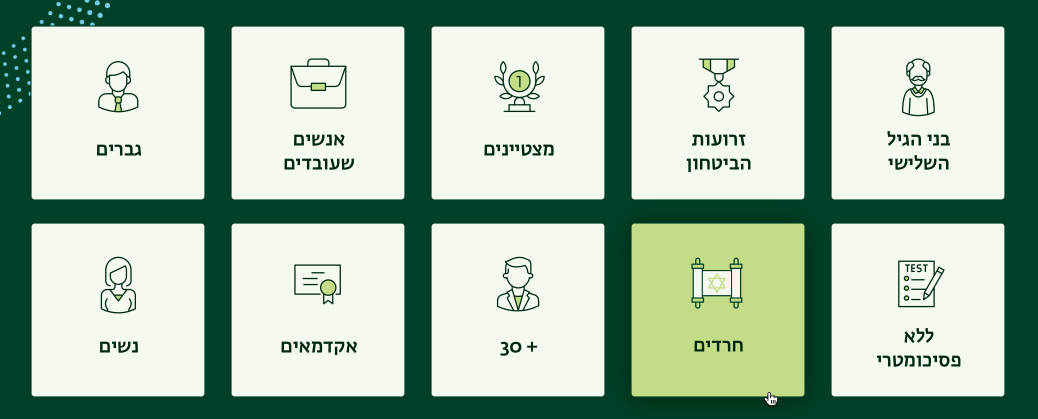 בני הגיל
השלישי
זרועות
הביטחון
1
מצטיינים
אנשים
שעובדים
גברים
TEST
ללא
פסיכומטרי
חרדים
30 +
אקדמאים
נשים